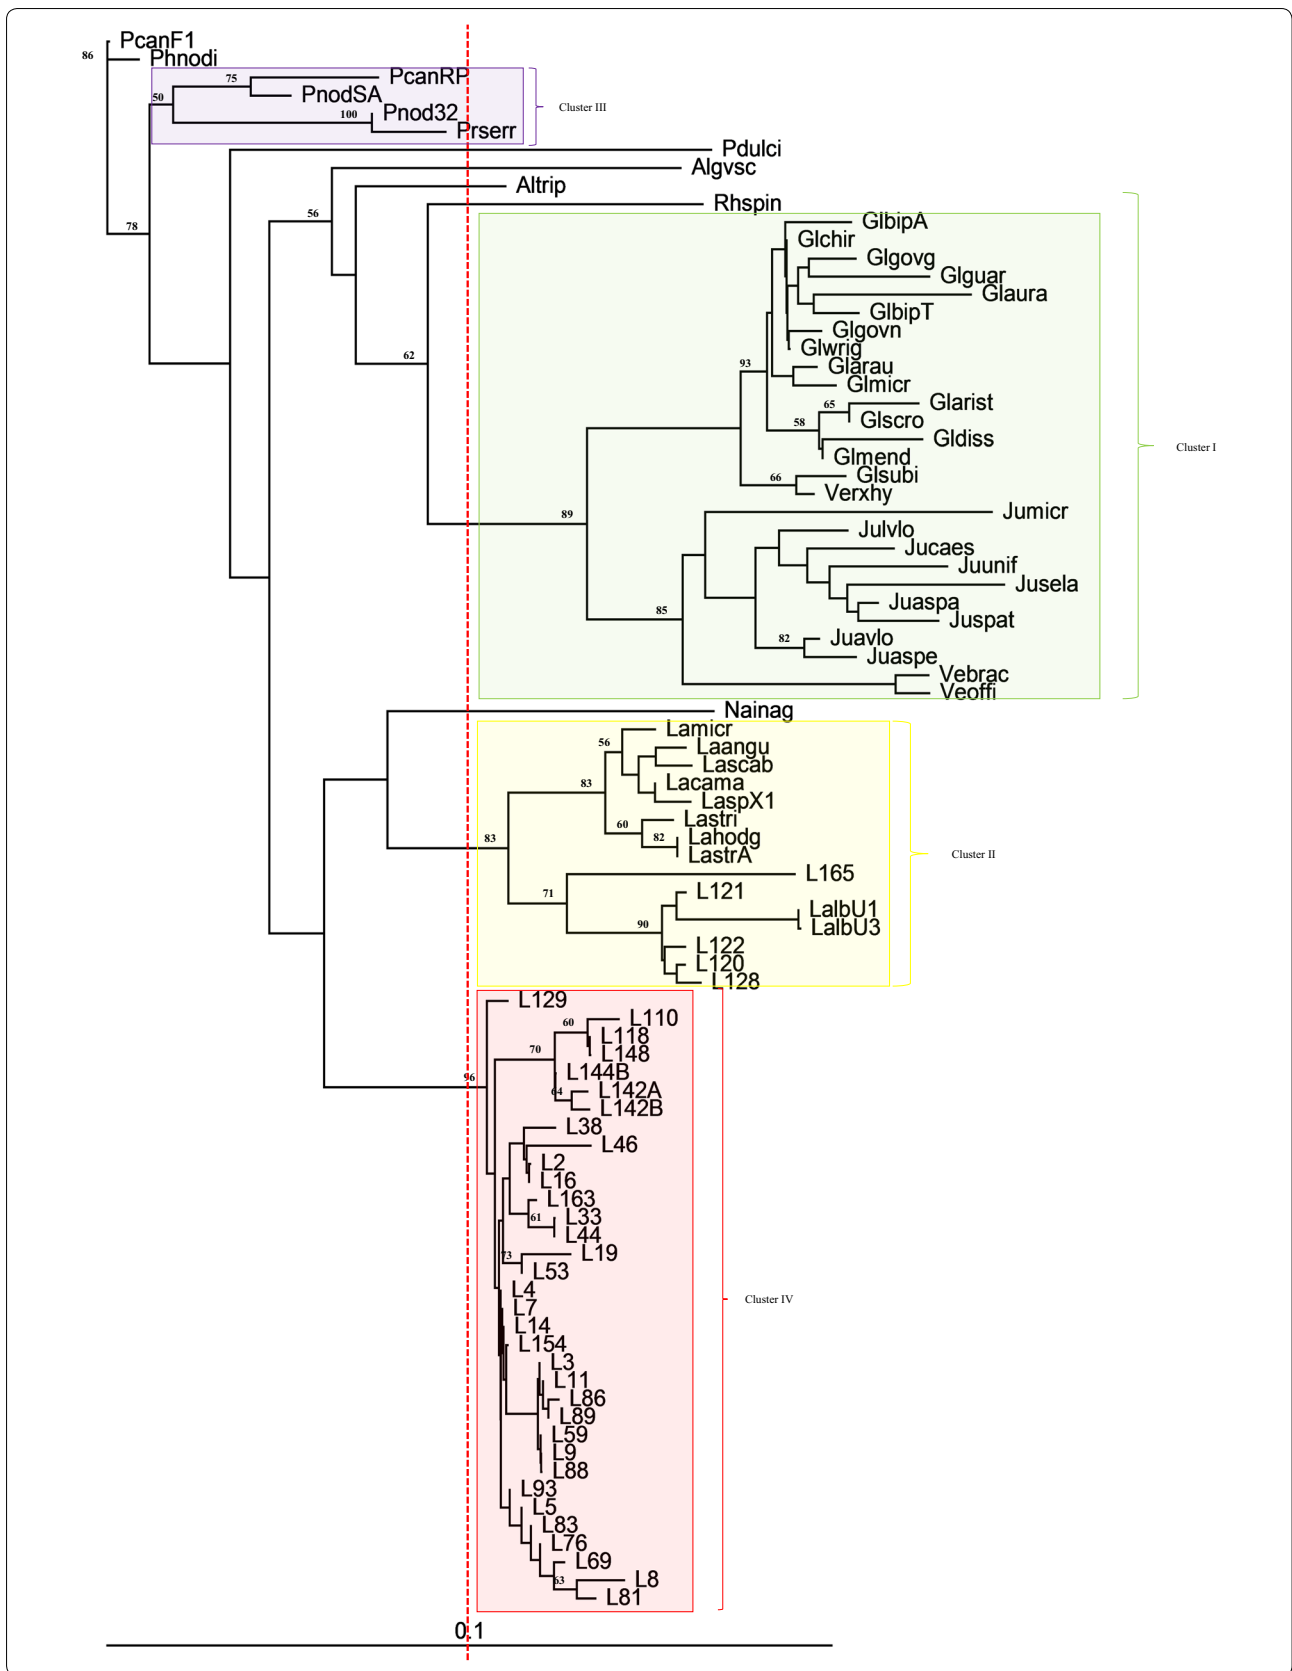 PcanF1
86
Phnodi
75
PcanRP
50
PnodSA
100
Pnod32
Cluster III
Prserr
Pdulci
Algvsc
Altrip
Rhspin
56
78
GlbipA
Glchir
Glgovg
Glguar
Glaura
GlbipT
Glgovn
Glwrig
62
93
Glarau
Glmicr
65
Glarist
58
Glscro
Gldiss
Cluster I
Glmend
66
Glsubi
Verxhy
89
Jumicr
Julvlo
Jucaes
Juunif
Jusela
85
Juaspa
Juspat
82
Juavlo
Juaspe
Vebrac
Veoffi
Nainag
Lamicr
56
Laangu
Lascab
83
Lacama
LaspX1
60
Lastri
82
Lahodg
83
LastrA
Cluster II
L165
71
L121
90
LalbU1
LalbU3
L122
L120
L128
L129
60
L110
L118
70
L148
96
L144B
64
L142A
L142B
L38
L46
L2
L16
L163
61
L33
L44
73
L19
L53
L4
Cluster IV
L7
L14
L154
L3
L11
L86
L89
L59
L9
L88
L93
L5
L83
L76
L69
63
L8
L81
0.1